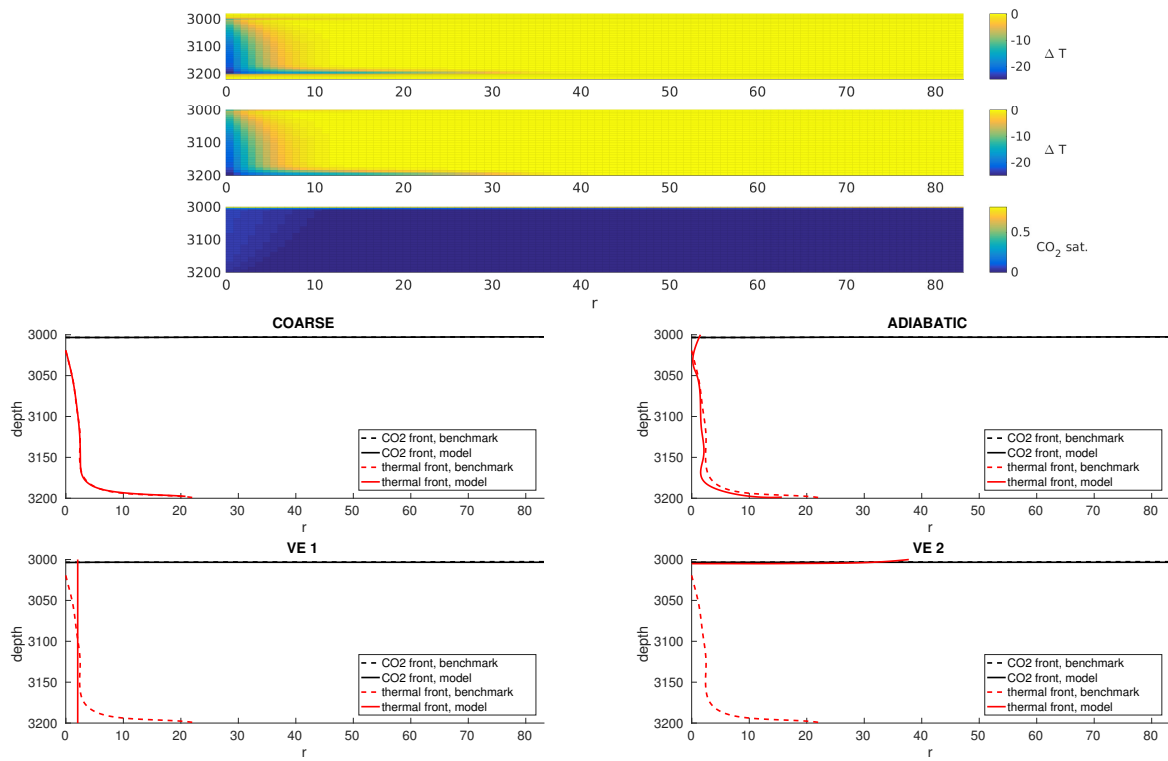 3000
3100
3200
0 10 20 30 40 50 60 70 80
0
-10
-20
Δ T
3000
3100
3200
0 10 20 30 40 50 60 70 80
0
-10
-20
Δ T
3000
3100
3200
0 10 20 30 40 50 60 70 80
r
0.5
0
CO2 sat.
COARSE
3000
3050
3100
3150
3200
depth
0 10 20 30 40 50 60 70 80
r
CO2 front, benchmark
CO2 front, model
thermal front, benchmark
thermal front, model
ADIABATIC
3000
3050
3100
3150
3200
depth
0 10 20 30 40 50 60 70 80
r
CO2 front, benchmark
CO2 front, model
thermal front, benchmark
thermal front, model
VE 1
3000
3050
3100
3150
3200
depth
0 10 20 30 40 50 60 70 80
r
CO2 front, benchmark
CO2 front, model
thermal front, benchmark
thermal front, model
VE 2
3000
3050
3100
3150
3200
depth
0 10 20 30 40 50 60 70 80
r
CO2 front, benchmark
CO2 front, model
thermal front, benchmark
thermal front, model